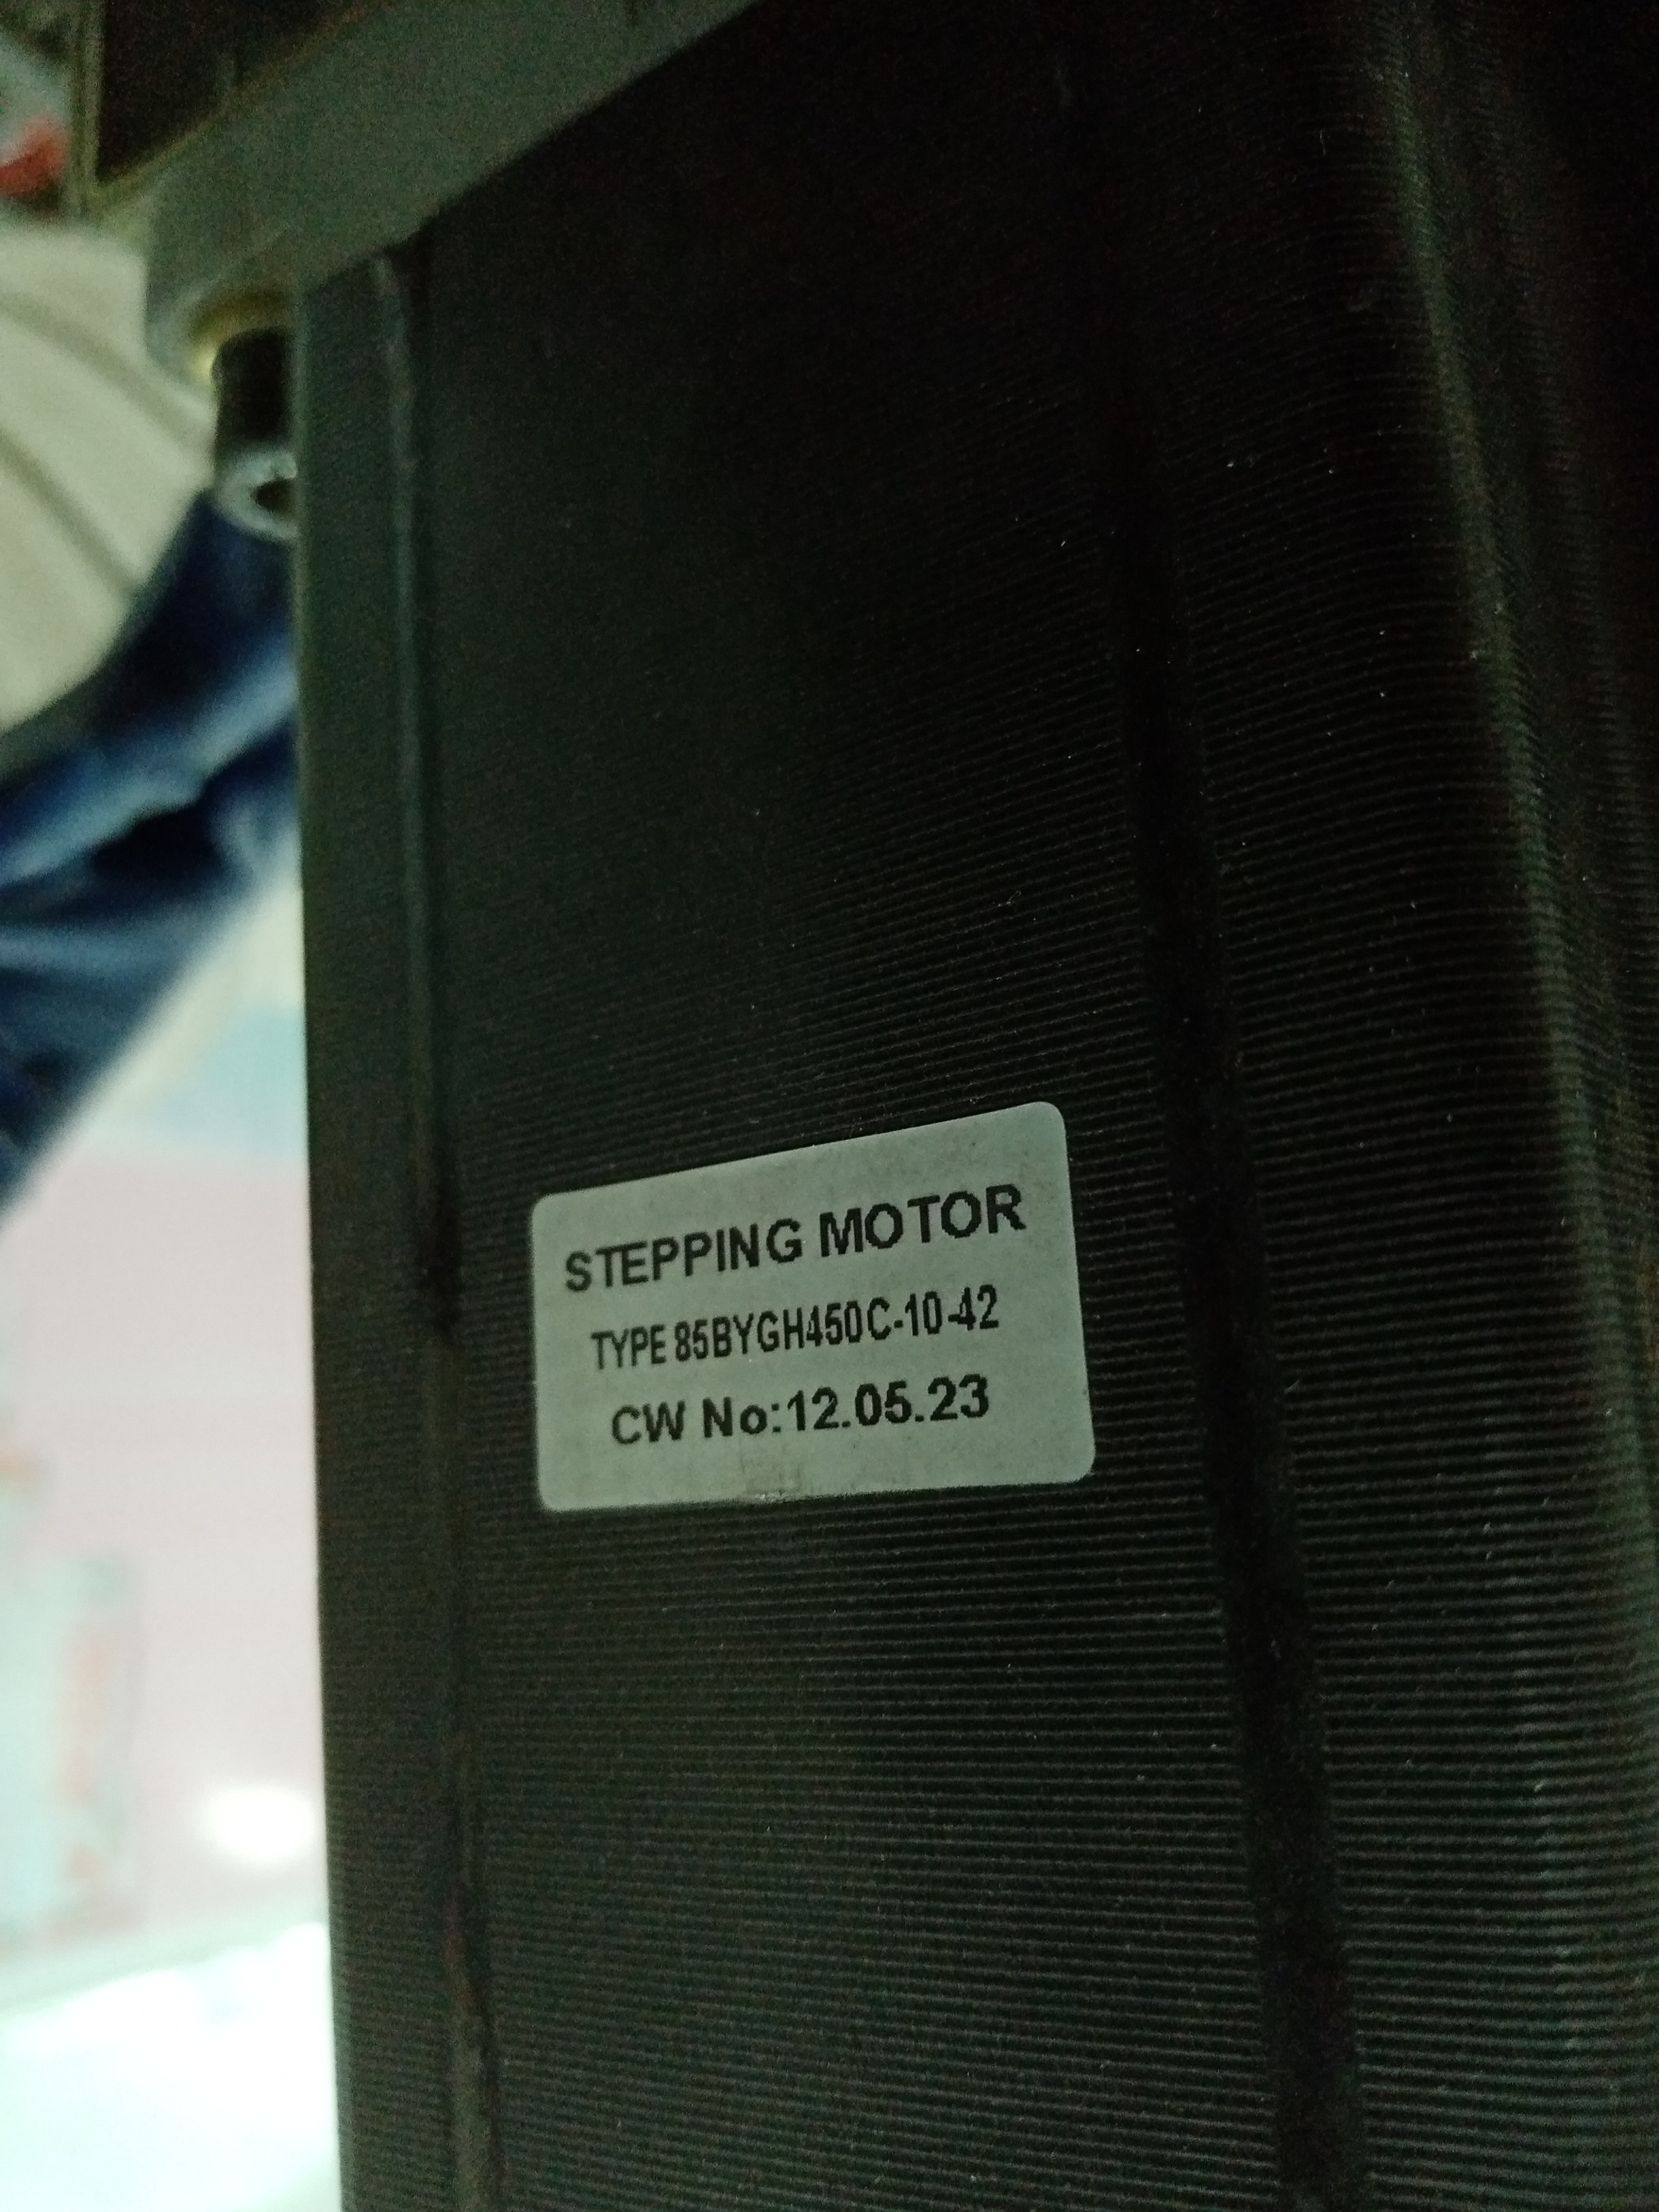 STEPPING MOTOR
TYPE 85BYGH450C-10-42
CW No:12.05.23